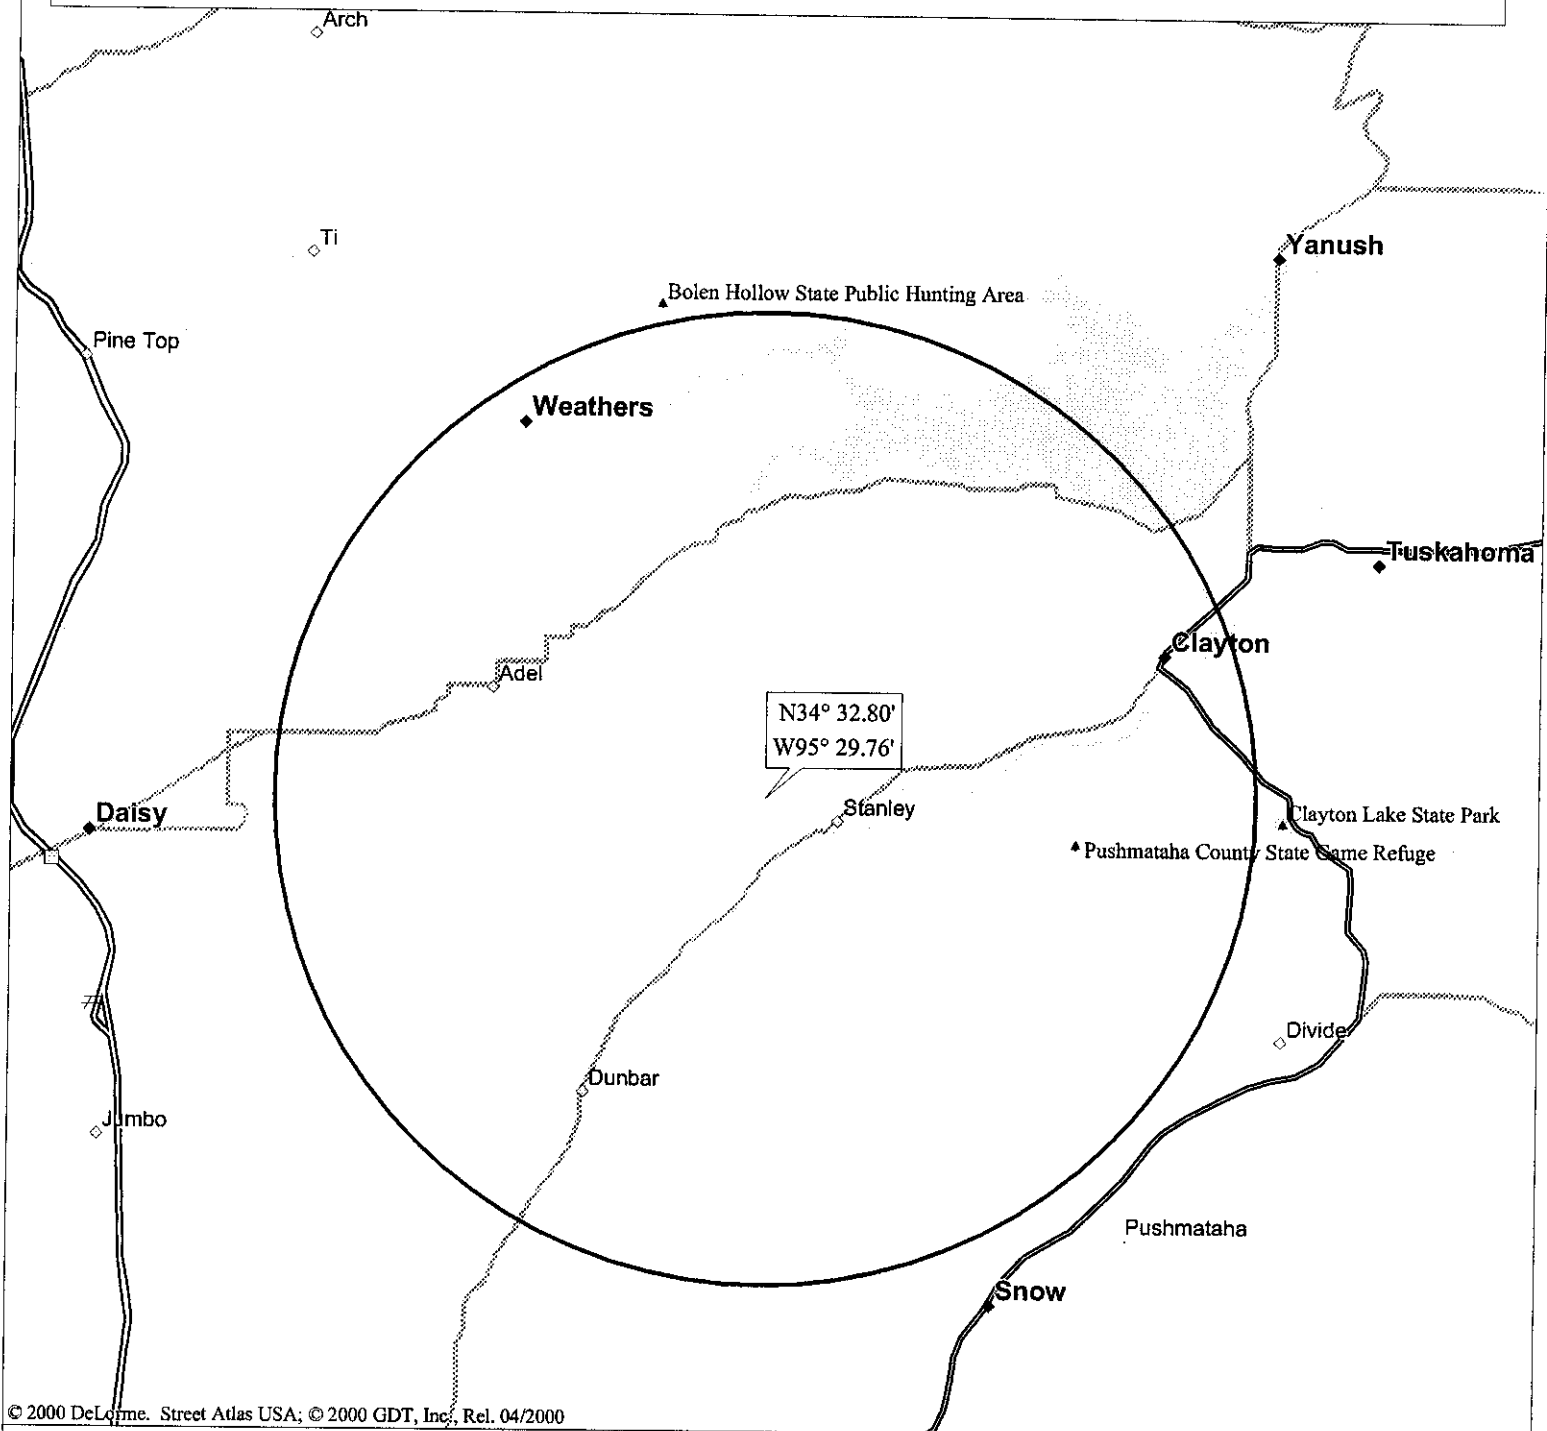 Arch
Ti
Yanush
Bolen Hollow State Public Hunting Area
Pine Top
Weathers
Tuskahoma
Clayton
Adel
N34° 32.80'
W95° 29.76'
Daisy
Stanley
Clayton Lake State Park
Pushmataha County State Game Refuge
Divide
Dunbar
Jumbo
Pushmataha
Snow
© 2000 DeLorme. Street Atlas USA; © 2000 GDT, Inc., Rel. 04/2000